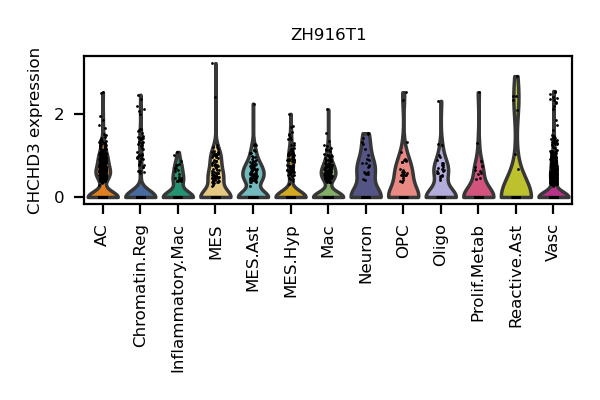 ZH916T1
CHCHD3 expression
2
0
AC
Chromatin.Reg
Inflammatory.Mac
MES
MES.Ast
MES.Hyp
Mac
Neuron
OPC
Oligo
Prolif.Metab
Reactive.Ast
Vasc